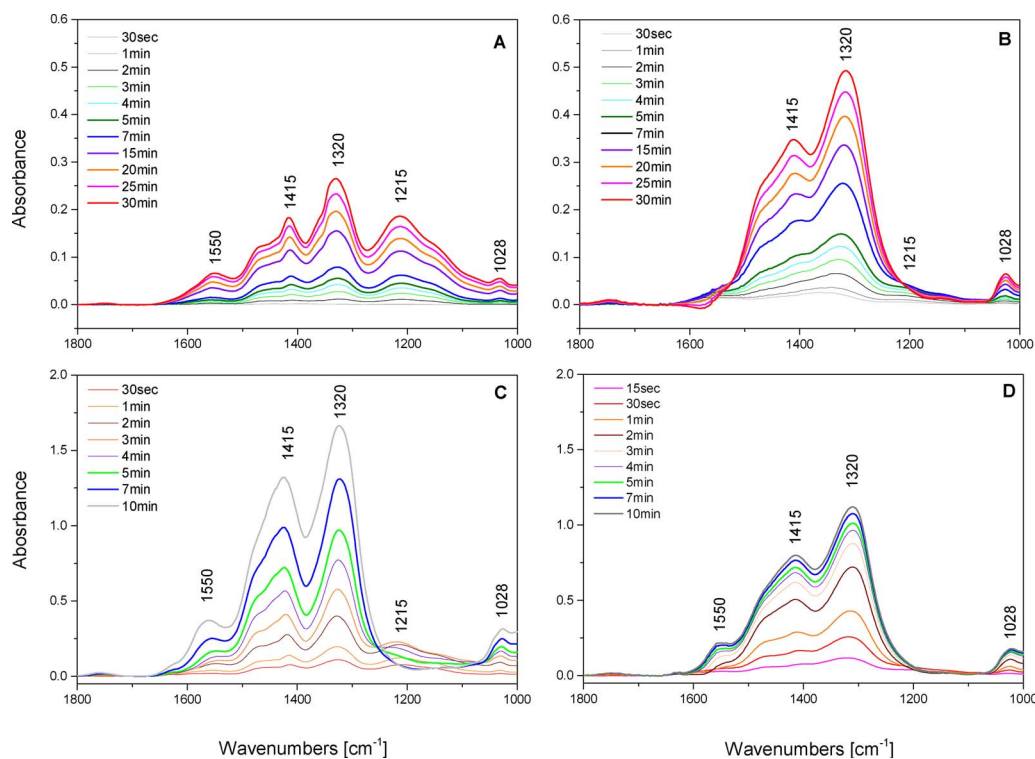 A
0.6
0.5
0.4
0.3
0.2
0.1
0.0
Absorbance
30sec
1min
2min
3min
4min
5min
7min
15min
20min
25min
30min
1550
1415
1320
1215
1028
1800
1600
1400
1200
1000
B
0.6
0.5
0.4
0.3
0.2
0.1
0.0
30sec
1min
2min
3min
4min
5min
7min
15min
20min
25min
30min
1415
1320
1215
1028
1800
1600
1400
1200
1000
C
2.0
1.5
1.0
0.5
0.0
Abosrbance
30sec
1min
2min
3min
4min
5min
7min
10min
1550
1415
1320
1215
1028
1800
1600
1400
1200
1000
Wavenumbers [cm⁻¹]
D
2.0
1.5
1.0
0.5
0.0
15sec
30sec
1min
2min
3min
4min
5min
7min
10min
1550
1415
1320
1028
1800
1600
1400
1200
1000
Wavenumbers [cm⁻¹]